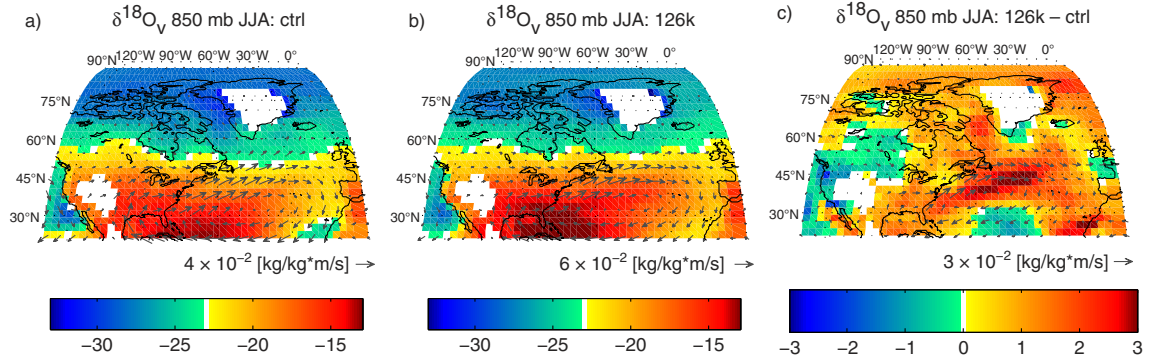 a) δ¹⁸Oᵥ 850 mb JJA: ctrl
90°N 120°W 90°W 60°W 30°W 0°
75°N
60°N
45°N
30°N
4 × 10⁻² [kg/kg*m/s] →
−30 −25 −20 −15
b) δ¹⁸Oᵥ 850 mb JJA: 126k
90°N 120°W 90°W 60°W 30°W 0°
75°N
60°N
45°N
30°N
6 × 10⁻² [kg/kg*m/s] →
−30 −25 −20 −15
c) δ¹⁸Oᵥ 850 mb JJA: 126k − ctrl
90°N 120°W 90°W 60°W 30°W 0°
75°N
60°N
45°N
30°N
3 × 10⁻² [kg/kg*m/s] →
−3 −2 −1 0 1 2 3